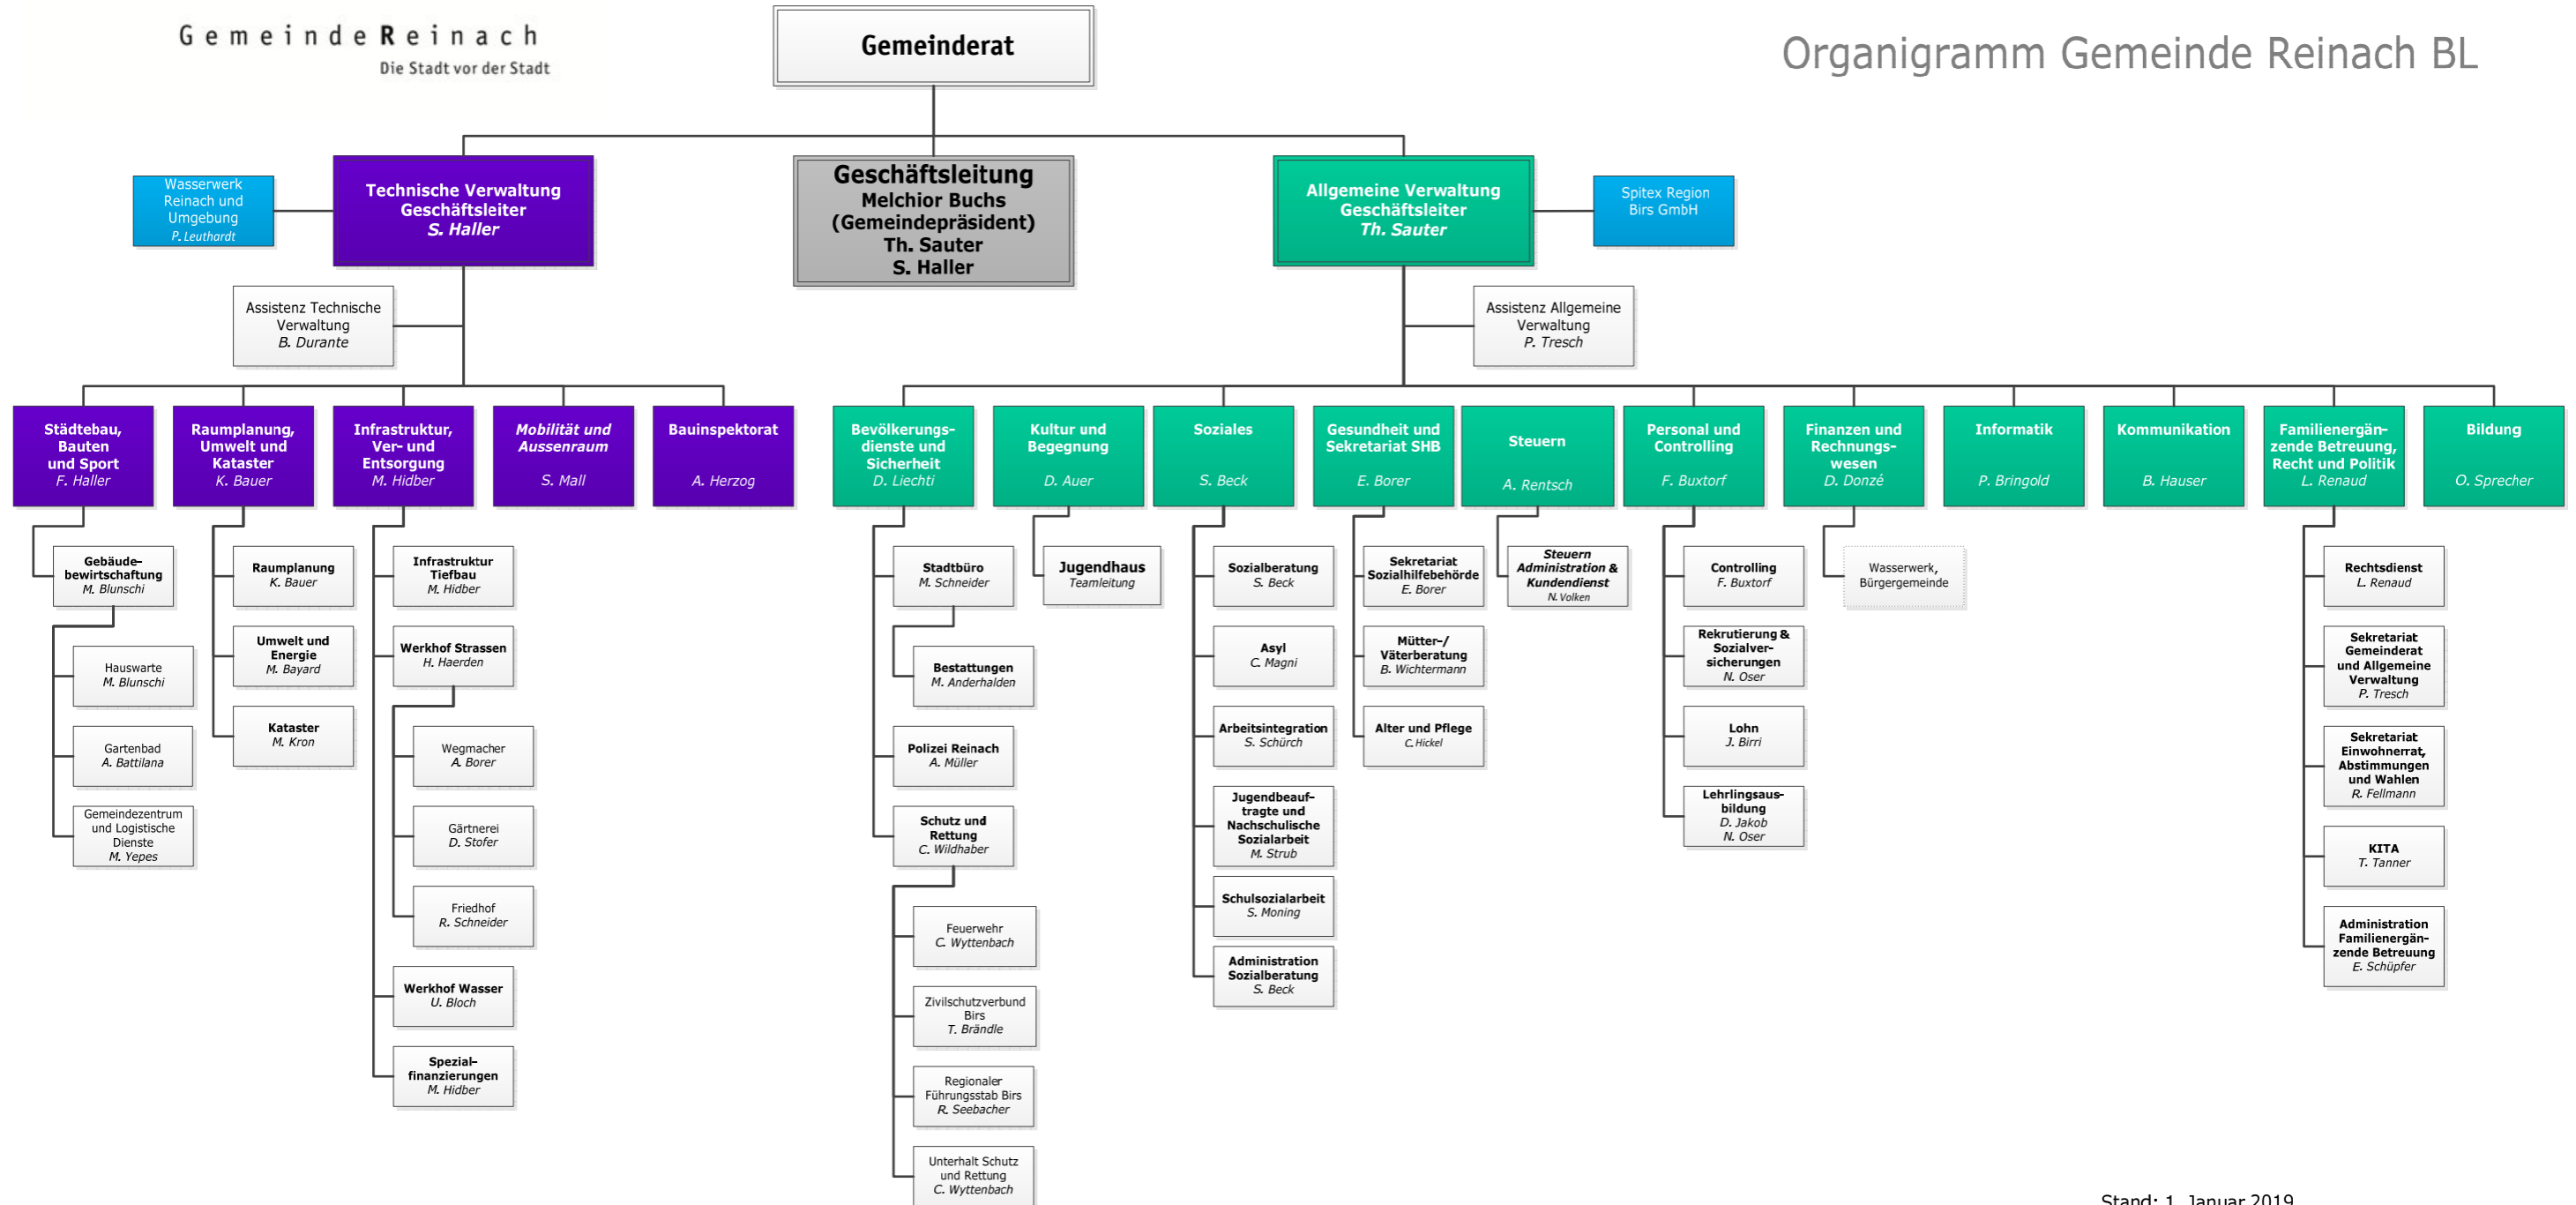 GemeindeReinach
Die Stadt vor der Stadt
Gemeinderat
Organigramm Gemeinde Reinach BL
Wasserwerk
Reinach und
Umgebung
P. Leuthardt
Technische Verwaltung
Geschäftsleiter
S. Haller
Geschäftsleitung
Melchior Buchs
(Gemeindepräsident)
Th. Sauter
S. Haller
Allgemeine Verwaltung
Geschäftsleiter
Th. Sauter
Spitex Region
Birs GmbH
Assistenz Technische
Verwaltung
B. Durante
Assistenz Allgemeine
Verwaltung
P. Tresch
Städtebau,
Bauten
und Sport
F. Haller
Raumplanung,
Umwelt und
Kataster
K. Bauer
Infrastruktur,
Ver- und
Entsorgung
M. Hidber
Mobilität und
Aussenraum
S. Mall
Bauinspektorat
A. Herzog
Bevölkerungs-
dienste und
Sicherheit
D. Liechti
Kultur und
Begegnung
D. Auer
Soziales
S. Beck
Gesundheit und
Sekretariat SHB
E. Borer
Steuern
A. Rentsch
Personal und
Controlling
F. Buxtorf
Finanzen und
Rechnungs-
wesen
D. Donzé
Informatik
P. Bringold
Kommunikation
B. Hauser
Familienergän-
zende Betreuung,
Recht und Politik
L. Renaud
Bildung
O. Sprecher
Gebäude-
bewirtschaftung
M. Blunschi
Hauswarte
M. Blunschi
Gartenbad
A. Battilana
Gemeindezentrum
und Logistische
Dienste
M. Yepes
Raumplanung
K. Bauer
Umwelt und
Energie
M. Bayard
Kataster
M. Kron
Infrastruktur
Tiefbau
M. Hidber
Werkhof Strassen
H. Haerden
Wegmacher
A. Borer
Gärtnerei
D. Stofer
Friedhof
R. Schneider
Werkhof Wasser
U. Bloch
Spezial-
finanzierungen
M. Hidber
Stadtbüro
M. Schneider
Bestattungen
M. Anderhalden
Polizei Reinach
A. Müller
Schutz und
Rettung
C. Wildhaber
Feuerwehr
C. Wyttenbach
Zivilschutzverbund
Birs
T. Brändle
Regionaler
Führungsstab Birs
R. Seebacher
Unterhalt Schutz
und Rettung
C. Wyttenbach
Jugendhaus
Teamleitung
Sozialberatung
S. Beck
Asyl
C. Magni
Arbeitsintegration
S. Schürch
Jugendbeauf-
tragte und
Nachschulische
Sozialarbeit
M. Strub
Schulsozialarbeit
S. Moning
Administration
Sozialberatung
S. Beck
Sekretariat
Sozialhilfebehörde
E. Borer
Mütter-/
Väterberatung
B. Wichtermann
Alter und Pflege
C. Hickel
Steuern
Administration &
Kundendienst
N. Volken
Controlling
F. Buxtorf
Rekrutierung &
Sozialver-
sicherungen
N. Oser
Lohn
J. Birri
Lehrlingsaus-
bildung
D. Jakob
N. Oser
Wasserwerk,
Bürgergemeinde
Rechtsdienst
L. Renaud
Sekretariat
Gemeinderat
und Allgemeine
Verwaltung
P. Tresch
Sekretariat
Einwohnerrat,
Abstimmungen
und Wahlen
R. Fellmann
KITA
T. Tanner
Administration
Familienergän-
zende Betreuung
E. Schüpfer
Stand: 1. Januar 2019